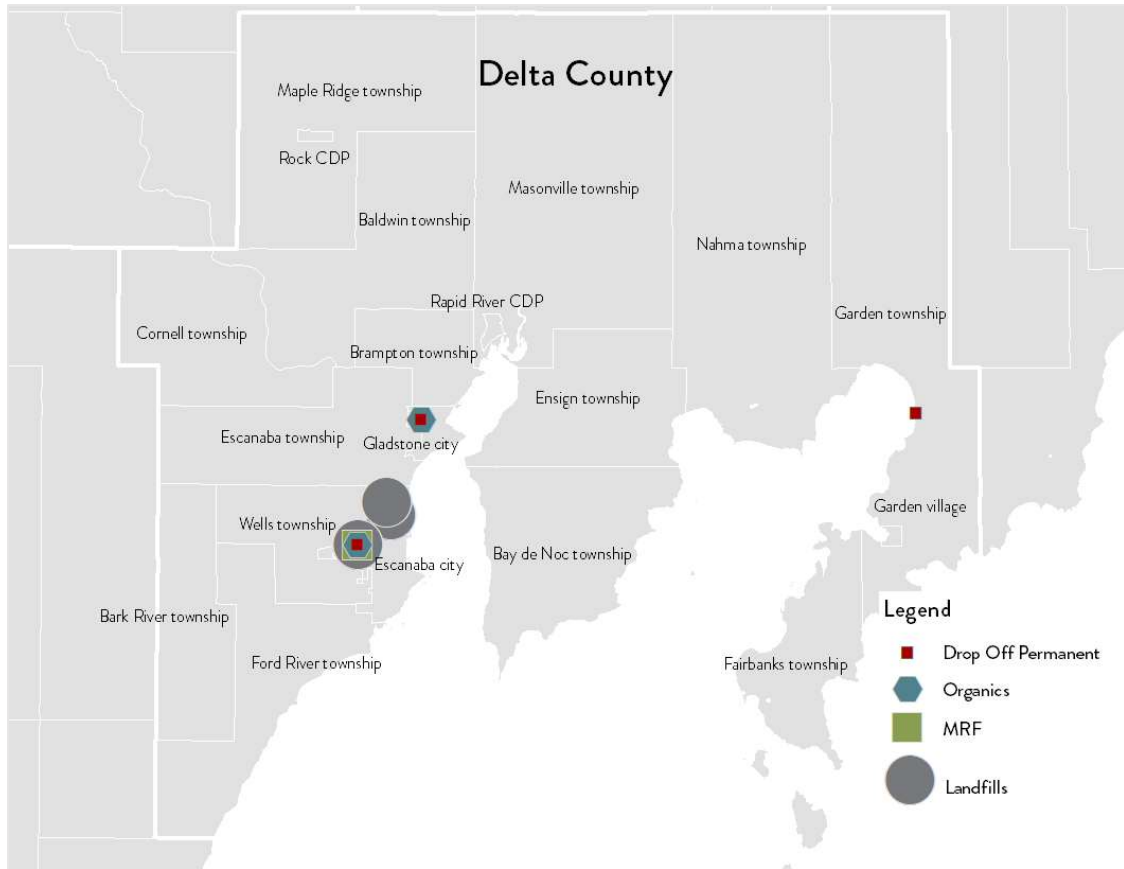 Delta County
Maple Ridge township
Rock CDP
Masonville township
Baldwin township
Nahma township
Rapid River CDP
Garden township
Cornell township
Brampton township
Ensign township
Escanaba township
Gladstone city
Garden village
Wells township
Bay de Noc township
Escanaba city
Bark River township
Ford River township
Fairbanks township
Legend
Drop Off Permanent
Organics
MRF
Landfills